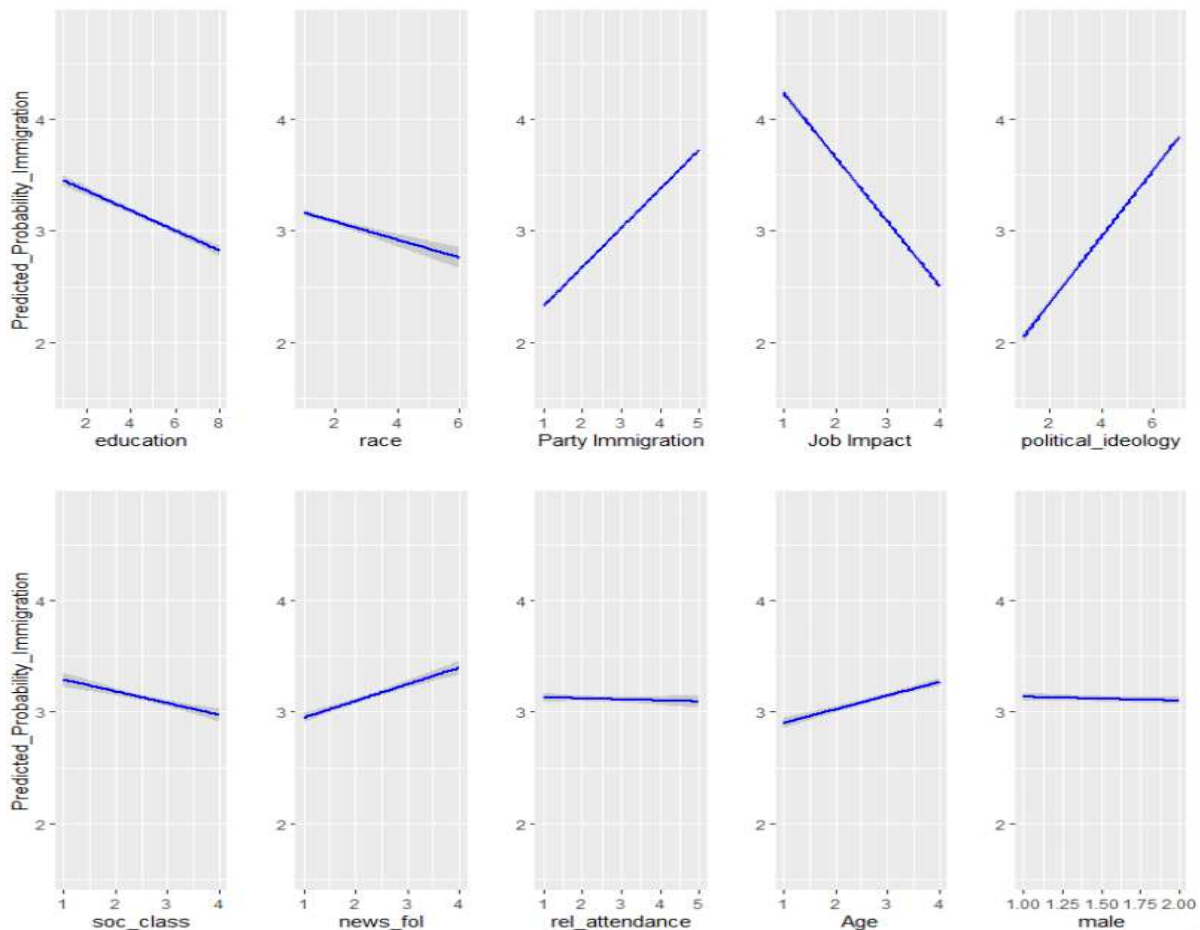 Predicted_Probability_Immigration
4
3
2
2 4 6 8
education
4
3
2
2 4 6
race
4
3
2
1 2 3 4 5
Party Immigration
4
3
2
1 2 3 4
Job Impact
4
3
2
2 4 6
political_ideology
Predicted_Probability_Immigration
4
3
2
1 2 3 4
soc_class
4
3
2
1 2 3 4
news_fol
4
3
2
1 2 3 4 5
rel_attendance
4
3
2
1 2 3 4
Age
4
3
2
1.00 1.25 1.50 1.75 2.00
male